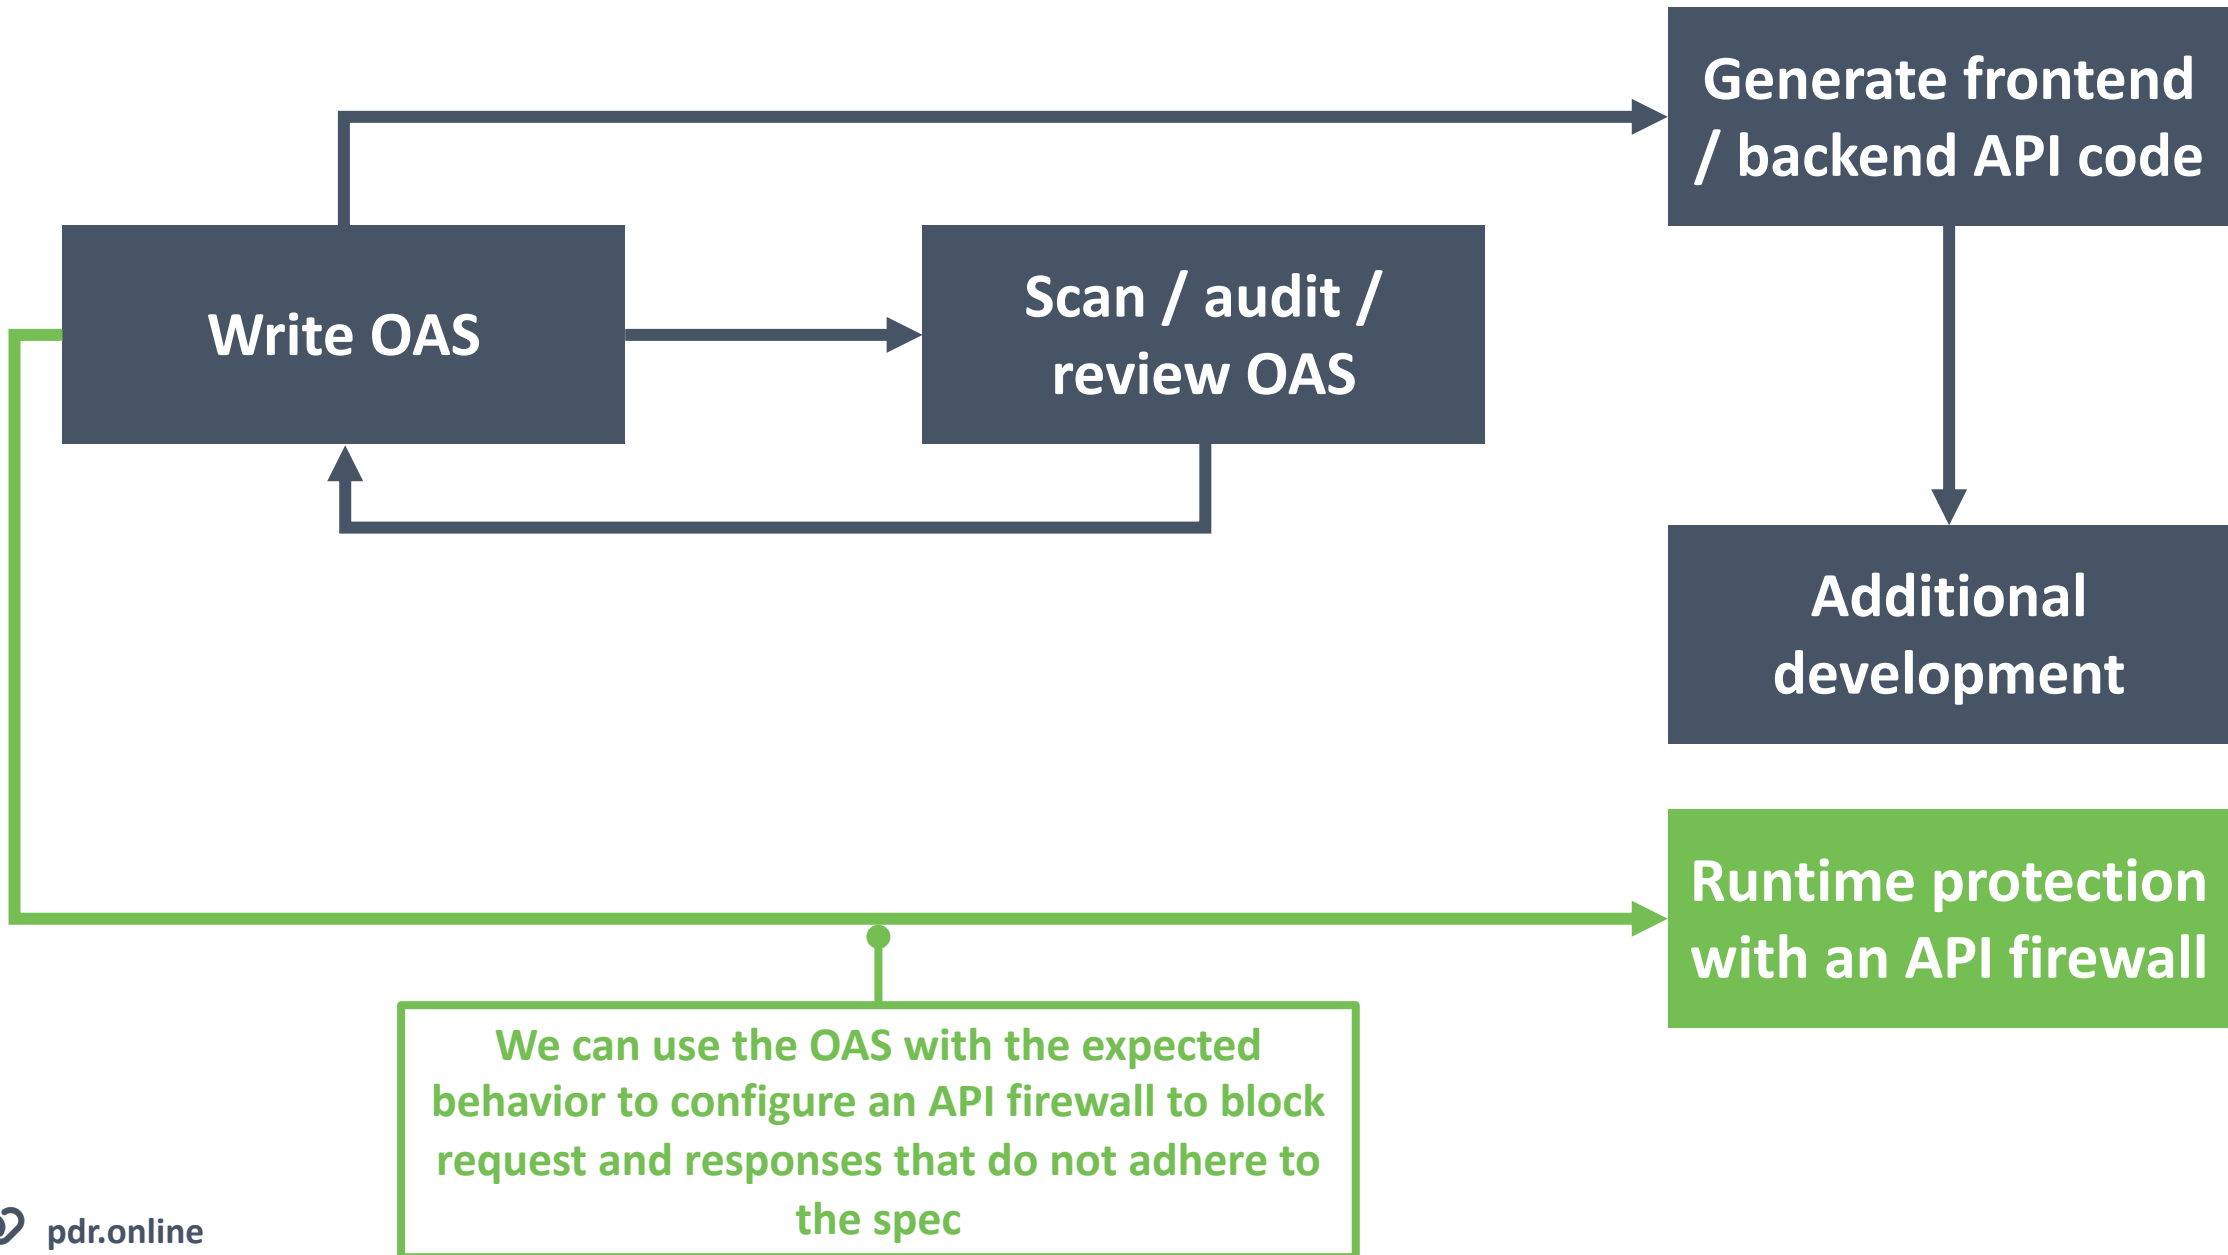 Generate frontend
/ backend API code
Write OAS
Scan / audit /
review OAS
Additional
development
Runtime protection
with an API firewall
We can use the OAS with the expected
behavior to configure an API firewall to block
request and responses that do not adhere to
the spec
pdr.online